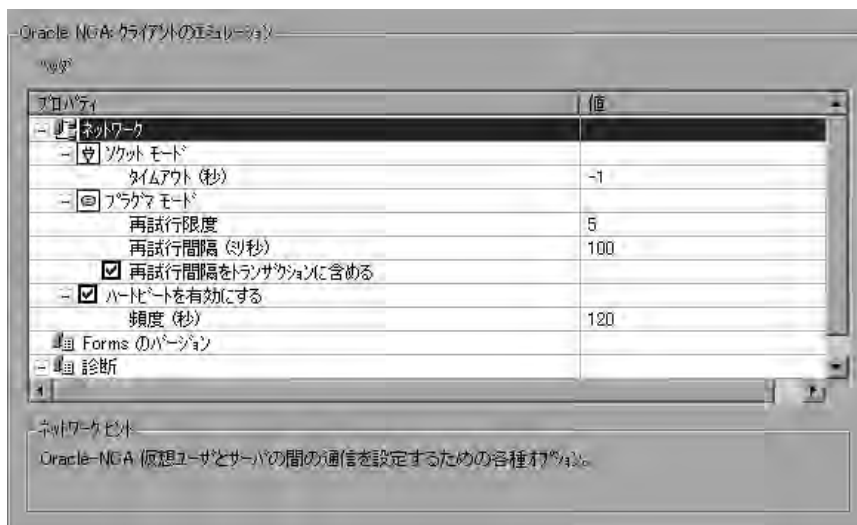 Oracle NCA: クライアントのエミュレーション
ヘッダ
プロパティ 値
ネットワーク
ソケット モード
タイムアウト (秒) -1
プラグマ モード
再試行限度 5
再試行間隔 (ミリ秒) 100
再試行間隔をトランザクションに含める
ハートビートを有効にする
頻度 (秒) 120
Forms のバージョン
診断
ネットワーク ヒント
Oracle-NCA 仮想ユーザとサーバの間の通信を設定するための各種オプション。